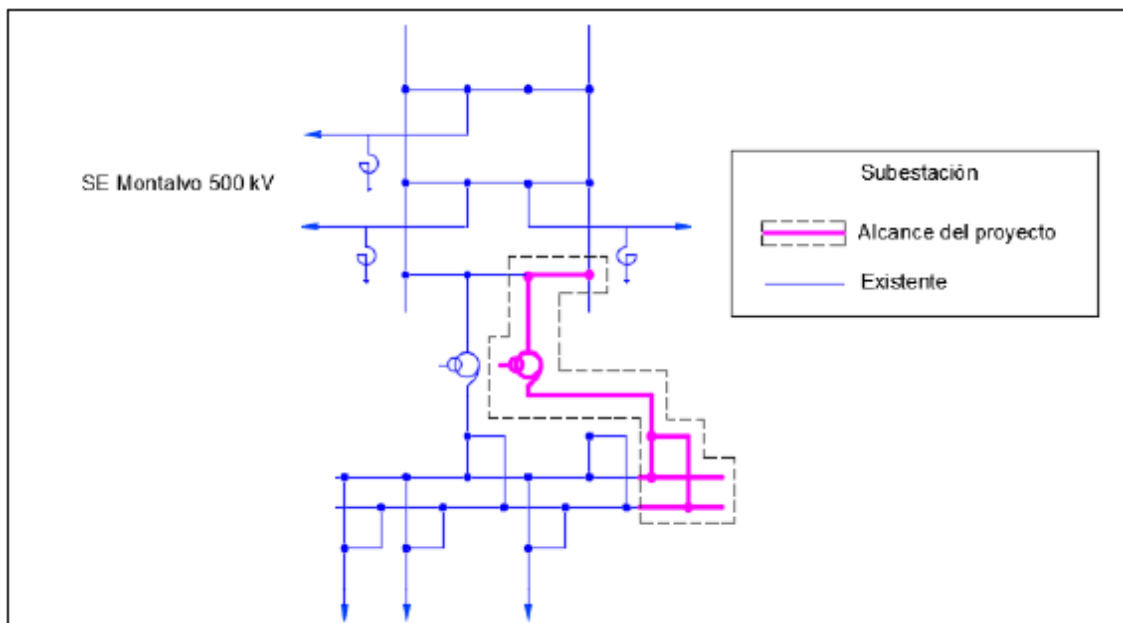 SE Montalvo 500 kV
Subestación
Alcance del proyecto
Existente